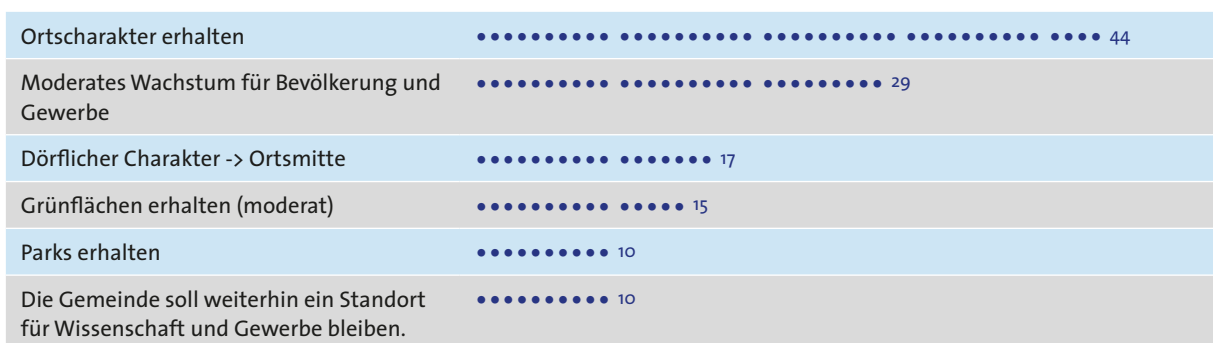 Ortscharakter erhalten 44
Moderates Wachstum für Bevölkerung und 29
Gewerbe
Dörflicher Charakter -> Ortsmitte 17
Grünflächen erhalten (moderat) 15
Parks erhalten 10
Die Gemeinde soll weiterhin ein Standort 10
für Wissenschaft und Gewerbe bleiben.